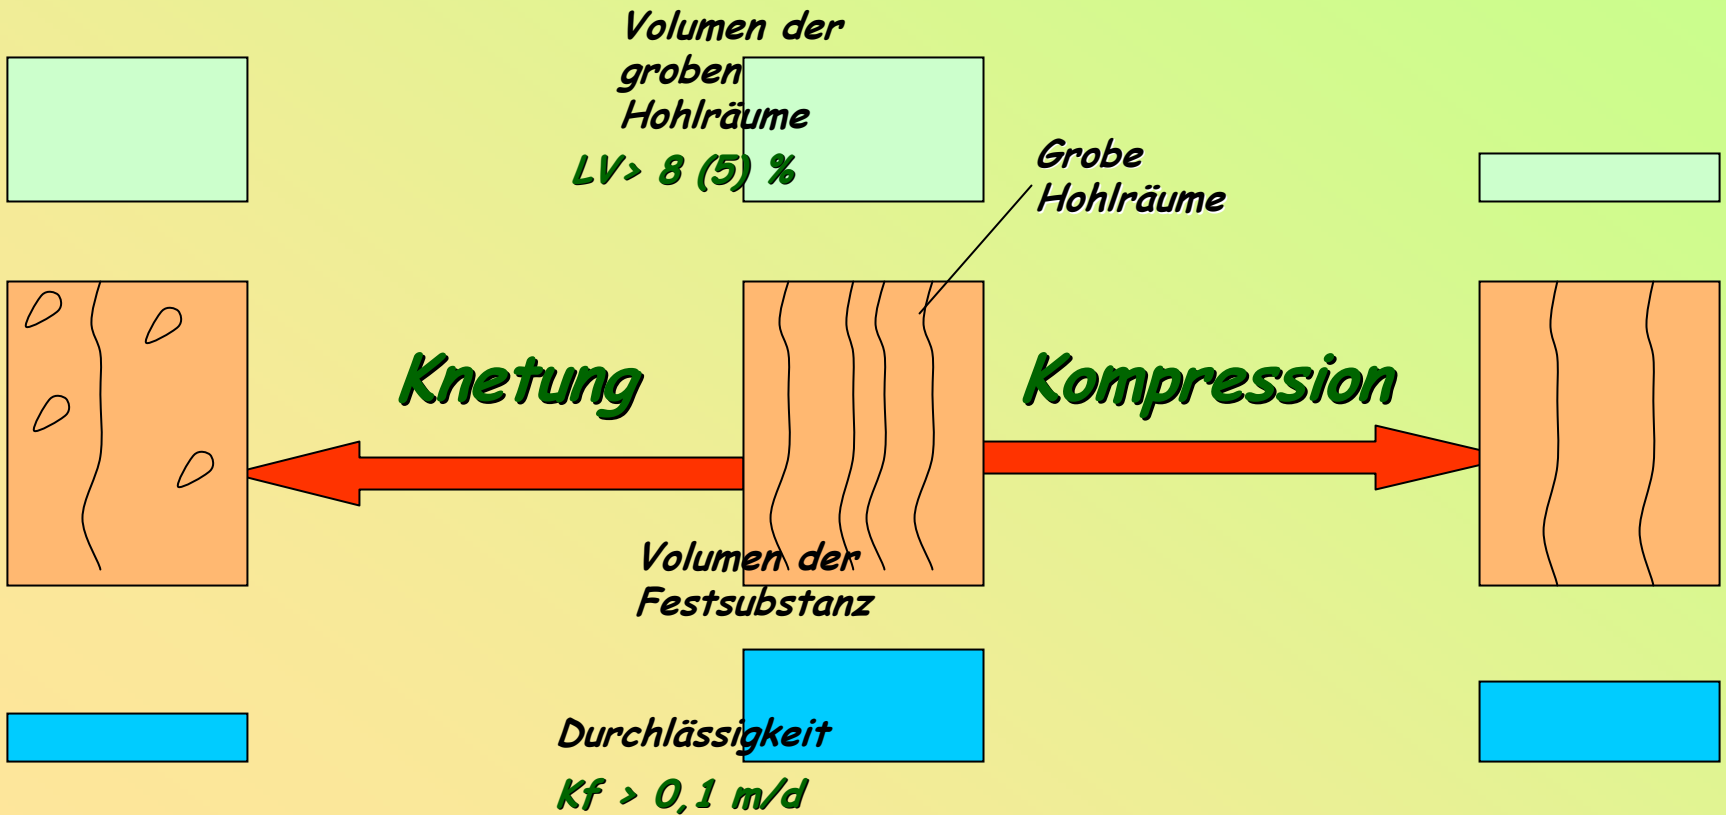 Volumen der
groben
Hohlräume
LV> 8 (5) %
Grobe
Hohlräume
Knetung
Kompression
Volumen der
Festsubstanz
Durchlässigkeit
Kf > 0,1 m/d